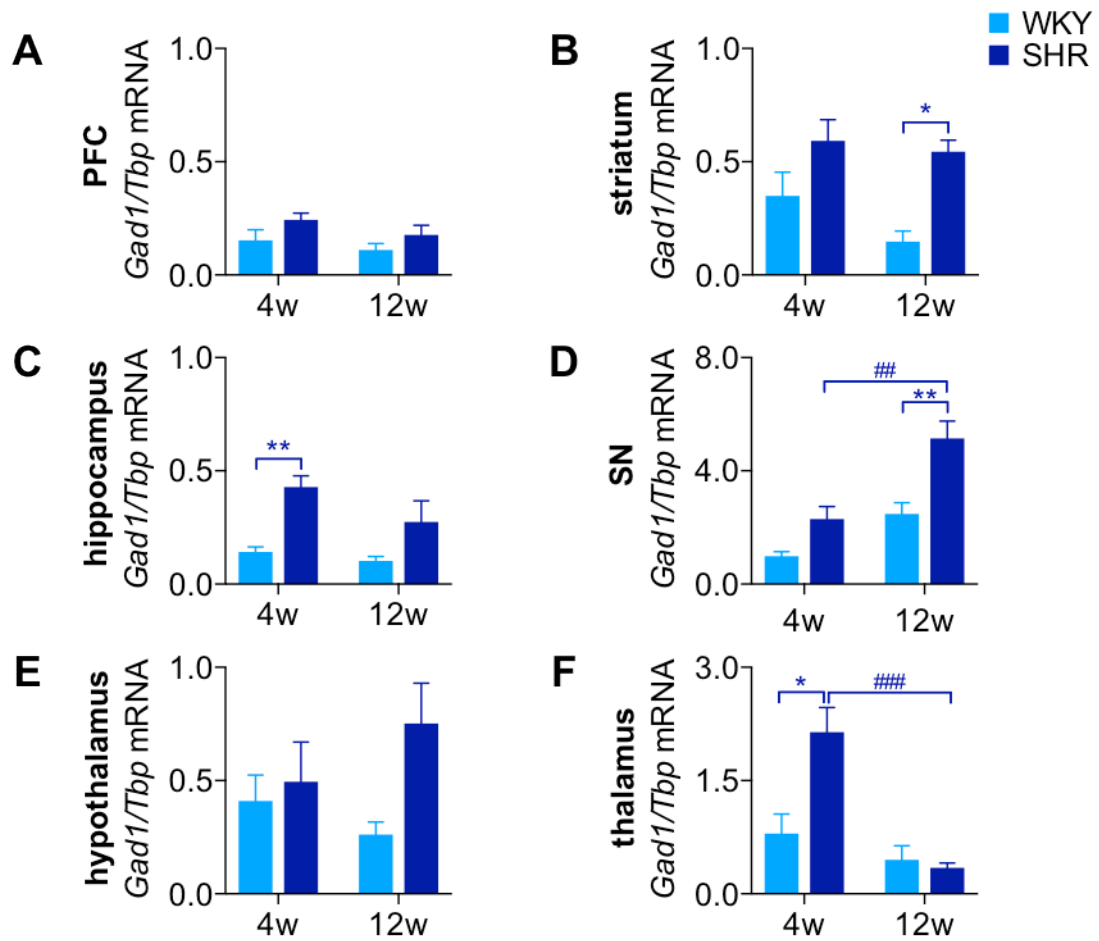 WKY
SHR
A
PFC
Gad1/Tbp mRNA
1.0
0.5
0.0
4w
12w
B
striatum
Gad1/Tbp mRNA
1.0
0.5
0.0
*
4w
12w
C
hippocampus
Gad1/Tbp mRNA
1.0
0.5
0.0
**
4w
12w
D
SN
Gad1/Tbp mRNA
8.0
4.0
0.0
##
**
4w
12w
E
hypothalamus
Gad1/Tbp mRNA
1.0
0.5
0.0
4w
12w
F
thalamus
Gad1/Tbp mRNA
3.0
1.5
0.0
*
###
4w
12w